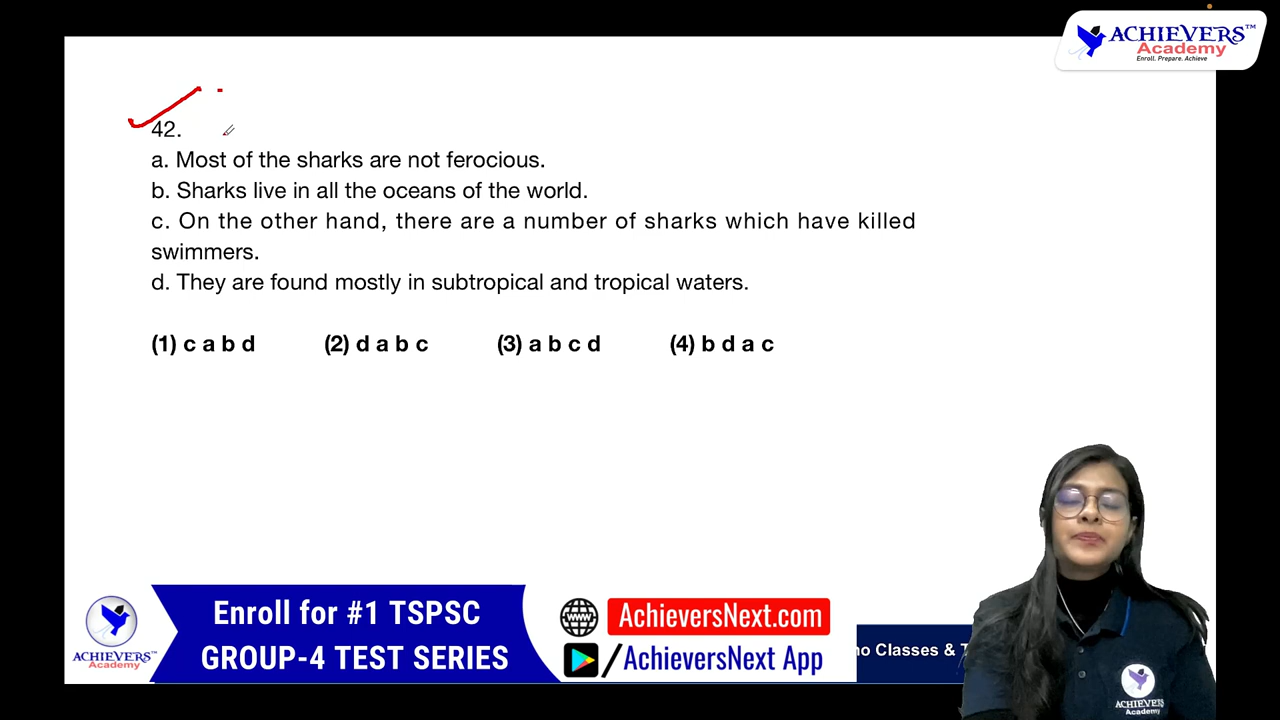 ACHIEVERS™
Academy
Enroll. Prepare. Achieve
42.
a. Most of the sharks are not ferocious.
b. Sharks live in all the oceans of the world.
c. On the other hand, there are a number of sharks which have killed
swimmers.
d. They are found mostly in subtropical and tropical waters.
(1) c a b d (2) d a b c (3) a b c d (4) b d a c
Enroll for #1 TSPSC
GROUP-4 TEST SERIES
WWW
AchieversNext.com
/AchieversNext App
ACHIEVERS™
Academy
Classes &
ACHIEVERS
Academy